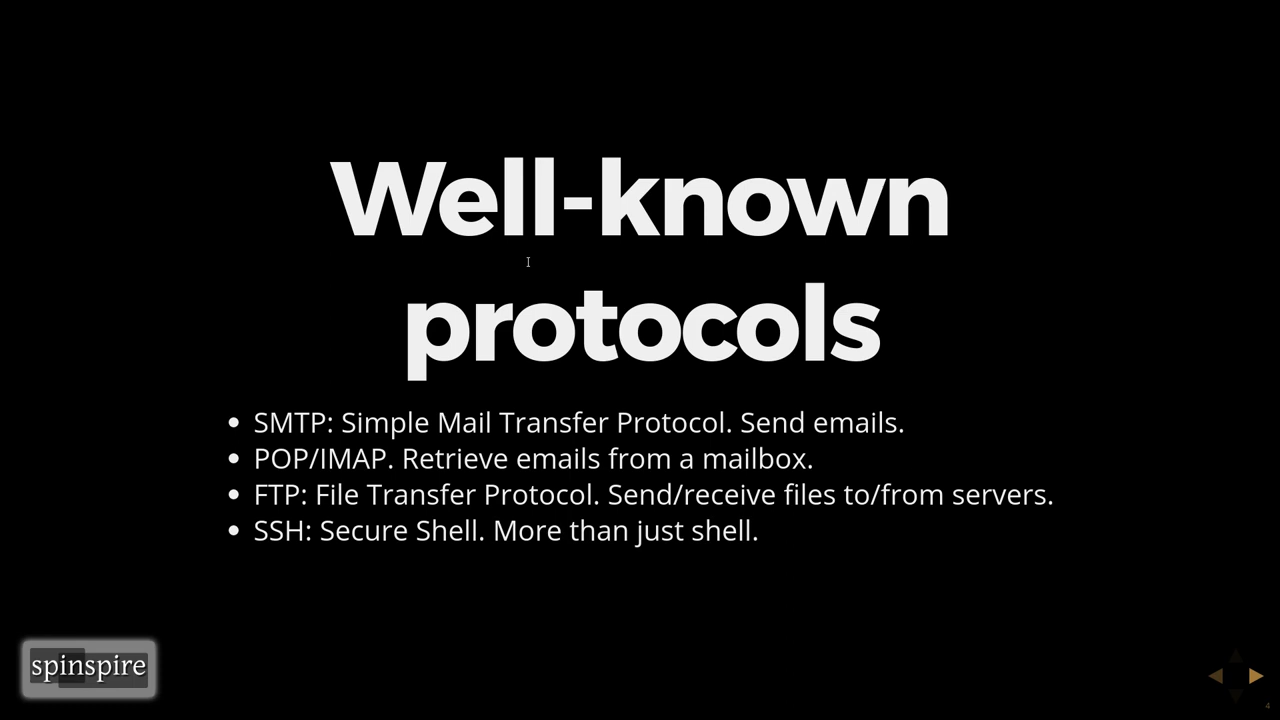 Well-known
protocols
SMTP: Simple Mail Transfer Protocol. Send emails.
POP/IMAP. Retrieve emails from a mailbox.
FTP: File Transfer Protocol. Send/receive files to/from servers.
SSH: Secure Shell. More than just shell.
spinspire
4